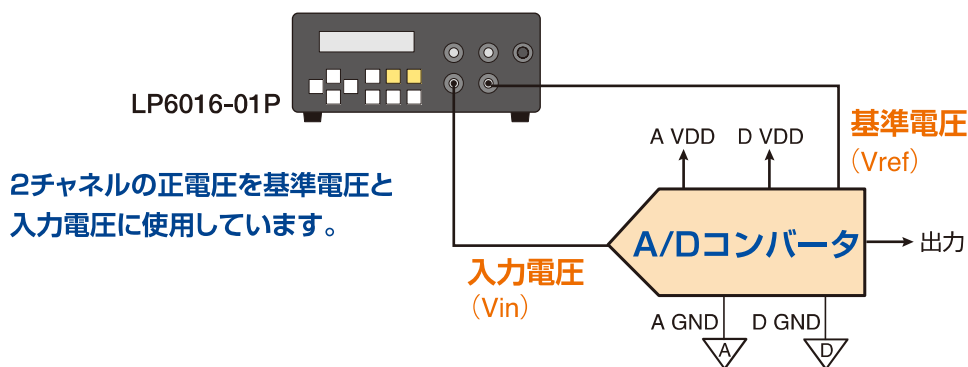 LP6016-01P
2チャネルの正電圧を基準電圧と
入力電圧に使用しています。
基準電圧
（Vref）
A VDD
D VDD
A/Dコンバータ
出力
入力電圧
（Vin）
A GND
D GND
A
D